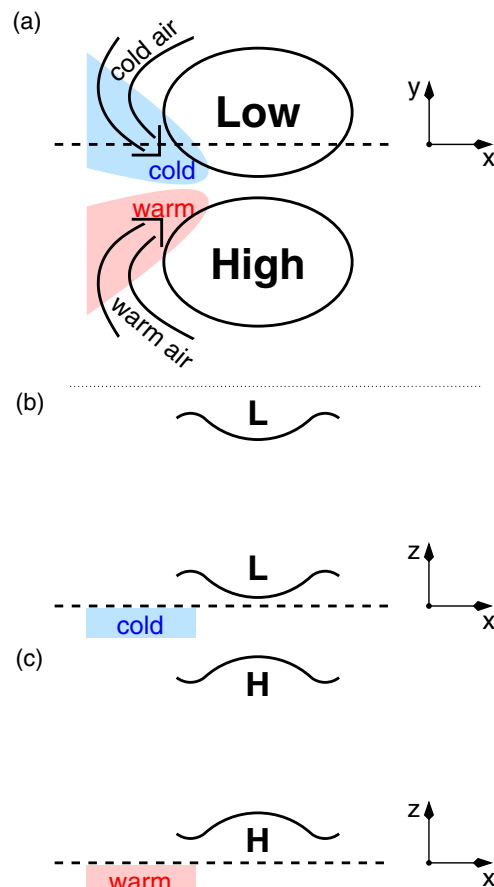 (a)
cold air
Low
y
x
cold
warm
High
warm air
(b)
L
L
z
x
cold
(c)
H
H
z
x
warm